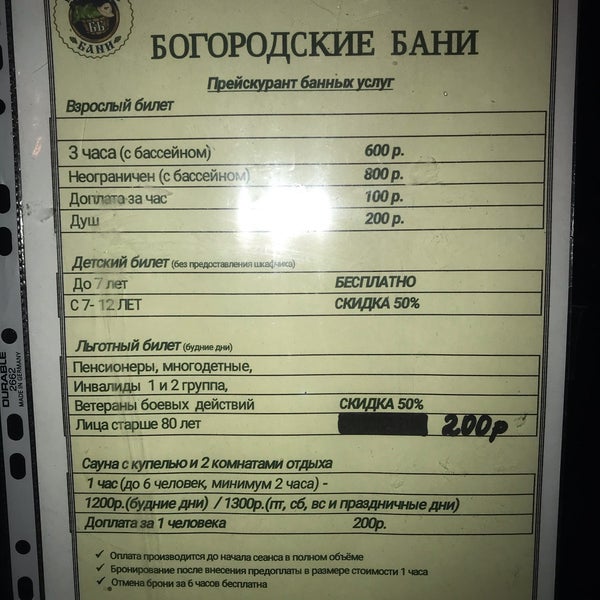 ББ
БАНИ
БОГОРОДСКИЕ БАНИ
Прейскурант банных услуг
Взрослый билет
3 часа (с бассейном) 600 р.
Неограничен (с бассейном) 800 р.
Доплата за час 100 р.
Душ 200 р.
Детский билет (без предоставления шкафчика)
До 7 лет БЕСПЛАТНО
С 7- 12 ЛЕТ СКИДКА 50%
Льготный билет (будние дни)
Пенсионеры, многодетные,
Инвалиды 1 и 2 группа,
Ветераны боевых действий СКИДКА 50%
Лица старше 80 лет 200р
Сауна с купелью и 2 комнатами отдыха
1 час (до 6 человек, минимум 2 часа) -
1200р.(будние дни) / 1300р.(пт, сб, вс и праздничные дни)
Доплата за 1 человека 200р.
✓ Оплата производится до начала сеанса в полном объёме
✓ Бронирование после внесения предоплаты в размере стоимости 1 часа
✓ Отмена брони за 6 часов бесплатна
DURABLE
2662
MADE IN GERMANY